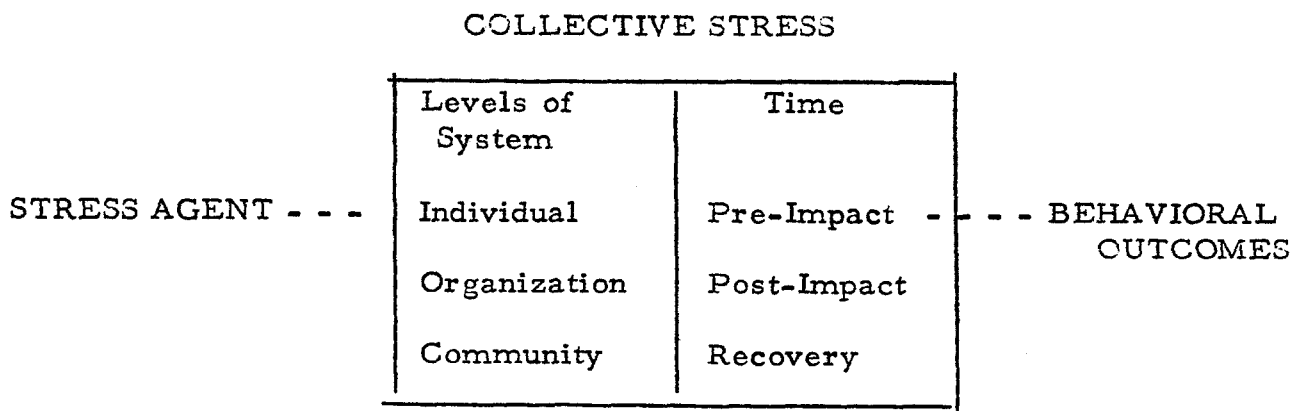 COLLECTIVE STRESS
Levels of System
Time
STRESS AGENT - - - Individual Pre-Impact - - - - BEHAVIORAL OUTCOMES
Organization Post-Impact
Community Recovery